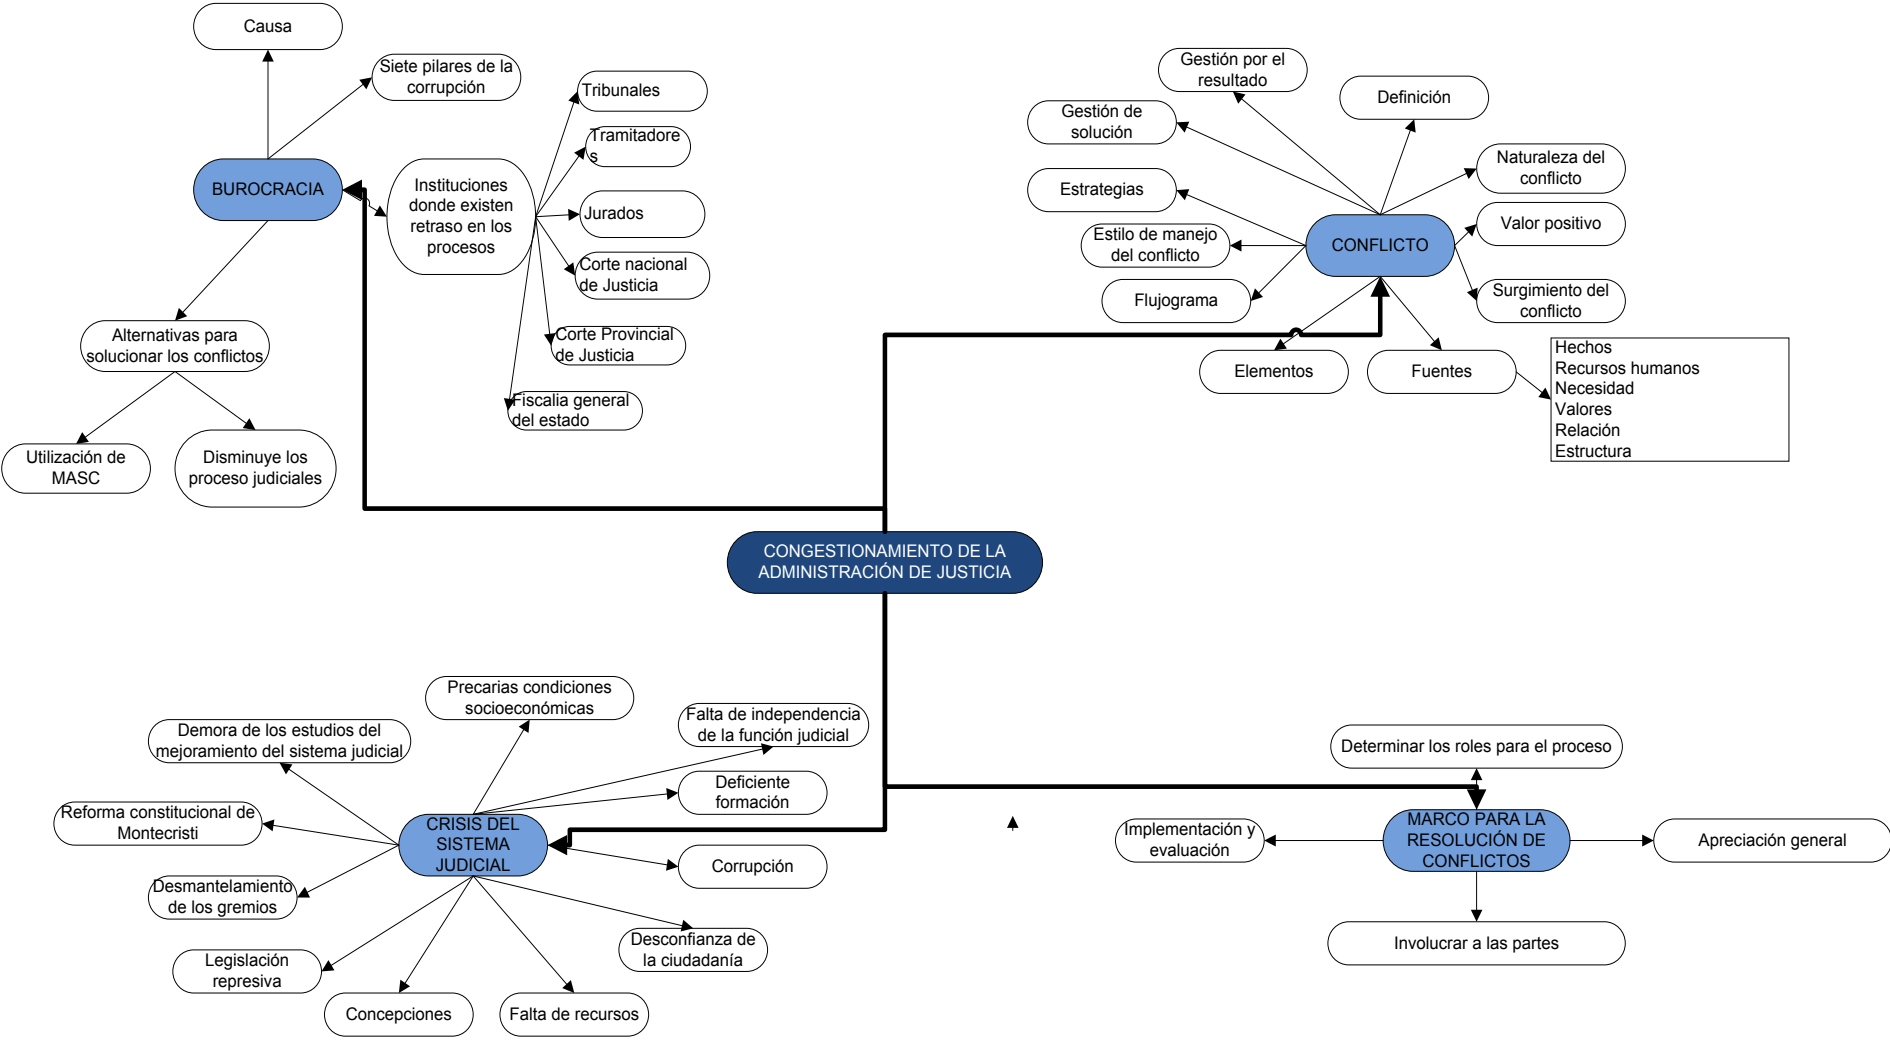 Causa
Siete pilares de la
corrupción
Tribunales
Tramitadore
s
BUROCRACIA
Instituciones
donde existen
retraso en los
procesos
Jurados
Corte nacional
de Justicia
Corte Provincial
de Justicia
Fiscalia general
del estado
Alternativas para
solucionar los conflictos
Utilización de
MASC
Disminuye los
proceso judiciales
Gestión por el
resultado
Definición
Gestión de
solución
Naturaleza del
conflicto
Estrategias
Valor positivo
CONFLICTO
Estilo de manejo
del conflicto
Surgimiento del
conflicto
Flujograma
Elementos
Fuentes
Hechos
Recursos humanos
Necesidad
Valores
Relación
Estructura
CONGESTIONAMIENTO DE LA
ADMINISTRACIÓN DE JUSTICIA
Precarias condiciones
socioeconómicas
Falta de independencia
de la función judicial
Demora de los estudios del
mejoramiento del sistema judicial
Deficiente
formación
Reforma constitucional de
Montecristi
CRISIS DEL
SISTEMA
JUDICIAL
Corrupción
Desmantelamiento
de los gremios
Desconfianza de
la ciudadanía
Legislación
represiva
Concepciones
Falta de recursos
Determinar los roles para el proceso
Implementación y
evaluación
MARCO PARA LA
RESOLUCIÓN DE
CONFLICTOS
Apreciación general
Involucrar a las partes